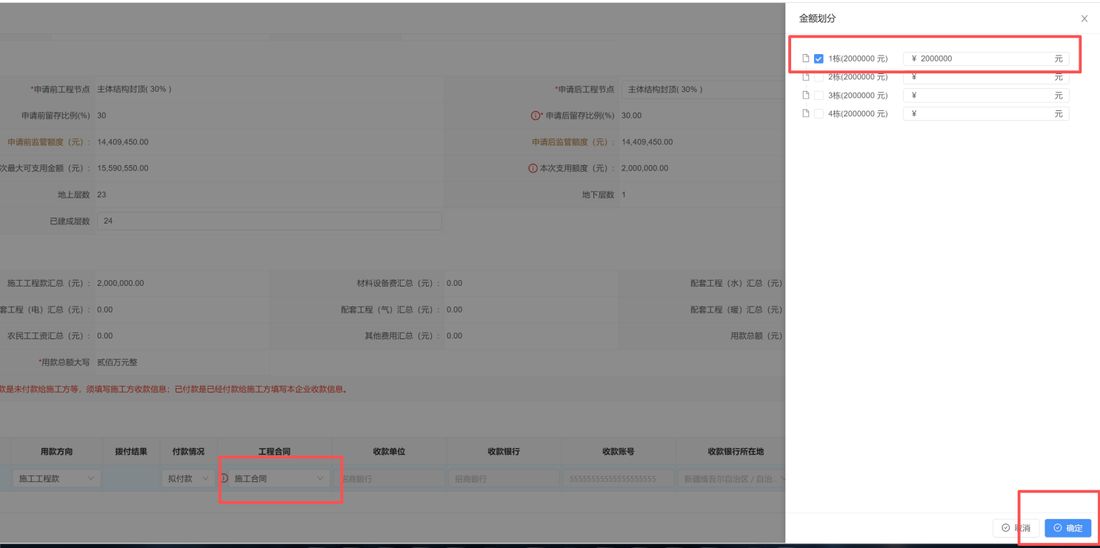 金额划分
1栋(2000000 元) ￥ 2000000 元
2栋(2000000 元) ￥ 元
3栋(2000000 元) ￥ 元
4栋(2000000 元) ￥ 元
*申请前工程节点 主体结构封顶( 30% ) *申请后工程节点 主体结构封顶( 30% )
申请前留存比例(%) 30 * 申请后留存比例(%) 30.00
申请前监管额度（元）: 14,409,450.00 申请后监管额度（元）: 14,409,450.00
次最大可支用金额（元）: 15,590,550.00 本次支用额度（元）: 2,000,000.00
地上层数 23 地下层数 1
已建成层数 24
施工工程款汇总（元）: 2,000,000.00 材料设备费汇总（元）: 0.00 配套工程（水）汇总（元）
套工程（电）汇总（元）: 0.00 配套工程（气）汇总（元）: 0.00 配套工程（暖）汇总（元）
农民工工资汇总（元）: 0.00 其他费用汇总（元）: 0.00 用款总额（元）
*用款总额大写 贰佰万元整
款是未付款给施工方等，须填写施工方收款信息；已付款是已经付款给施工方填写本企业收款信息。
用款方向 拨付结果 付款情况 工程合同 收款单位 收款银行 收款账号 收款银行所在地
施工工程款 拟付款 施工合同 招商银行 招商银行 新疆维吾尔自治区 / 自治...
取消 确定